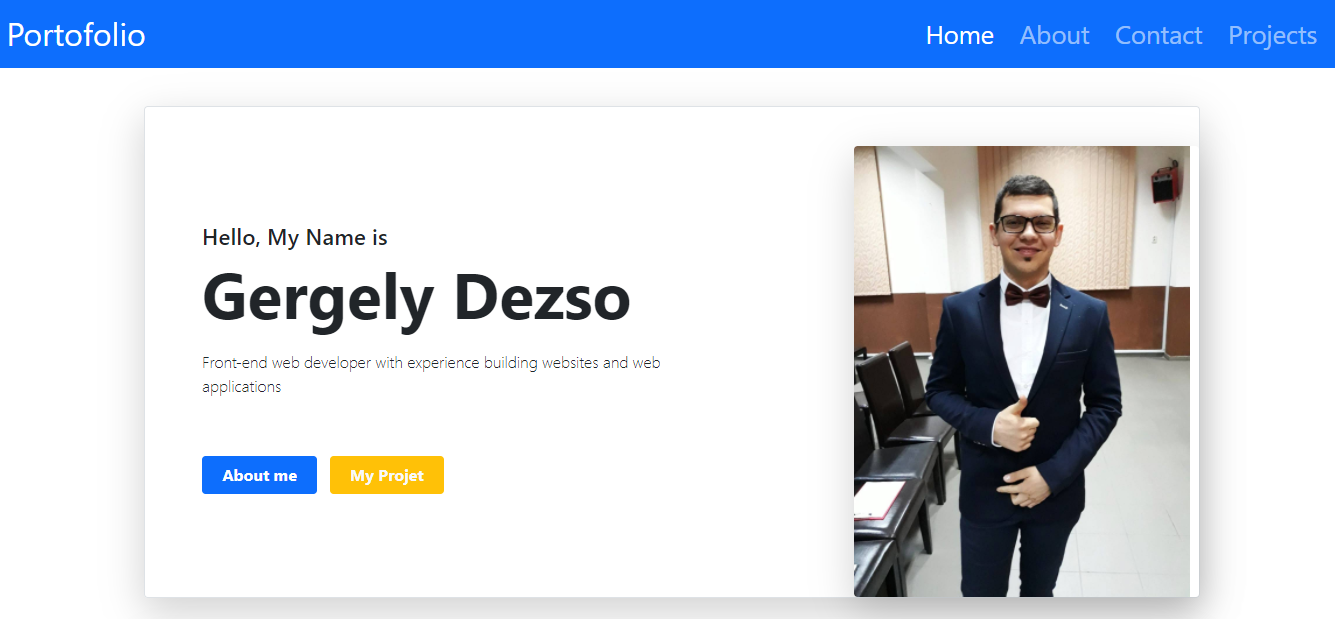 Portofolio
Home About Contact Projects
Hello, My Name is
Gergely Dezso
Front-end web developer with experience building websites and web
applications
About me
My Projet